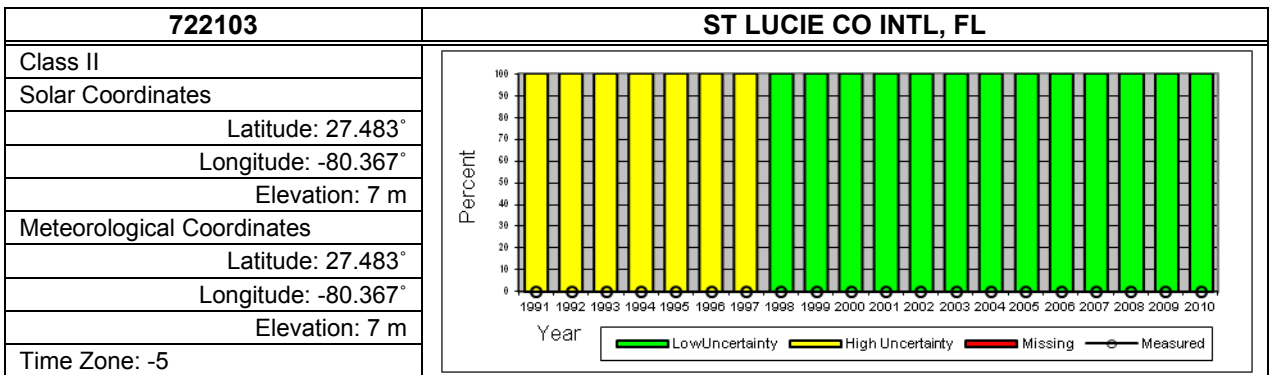 722103
ST LUCIE CO INTL, FL
Class II
Solar Coordinates
Latitude: 27.483˚
Longitude: -80.367˚
Elevation: 7 m
Meteorological Coordinates
Latitude: 27.483˚
Longitude: -80.367˚
Elevation: 7 m
Time Zone: -5
Percent
100
90
80
70
60
50
40
30
20
10
0
1991 1992 1993 1994 1995 1996 1997 1998 1999 2000 2001 2002 2003 2004 2005 2006 2007 2008 2009 2010
Year
LowUncertainty High Uncertainty Missing Measured